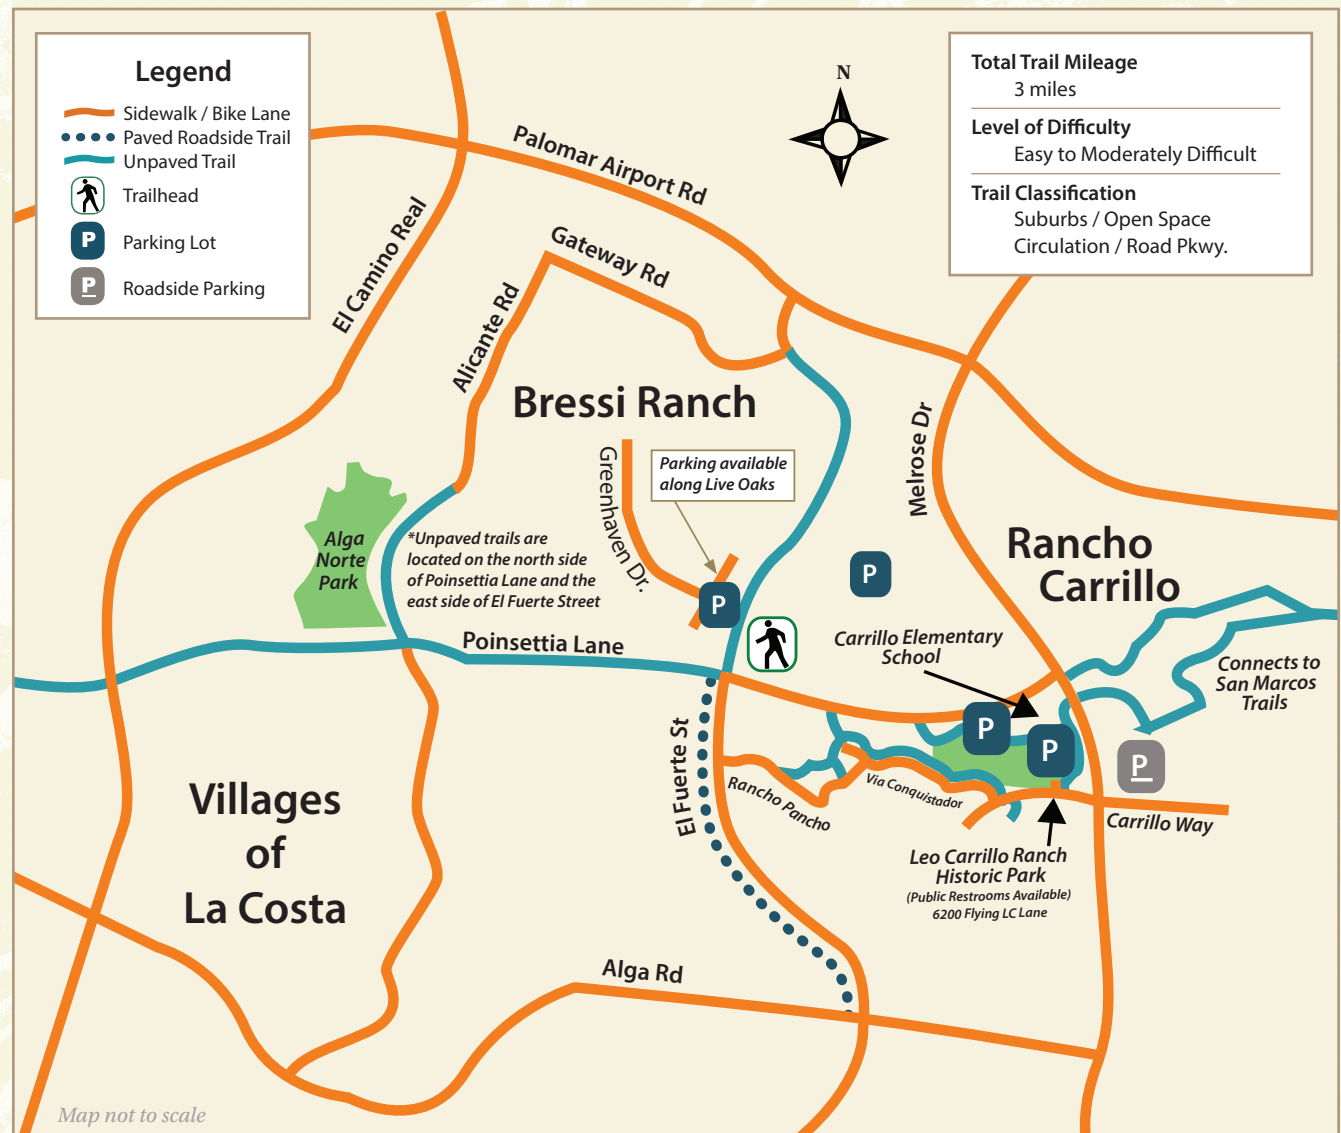 Legend
Sidewalk / Bike Lane
Paved Roadside Trail
Unpaved Trail
Trailhead
P
Parking Lot
P
Roadside Parking
N
Total Trail Mileage
3 miles
Level of Difficulty
Easy to Moderately Difficult
Trail Classification
Suburbs / Open Space
Circulation / Road Pkwy.
Palomar Airport Rd
El Camino Real
Gateway Rd
Alicante Rd
Bressi Ranch
Melrose Dr
Greenhaven Dr.
Parking available
along Live Oaks
Alga
Norte
Park
*Unpaved trails are
located on the north side
of Poinsettia Lane and the
east side of El Fuerte Street
P
P
Rancho
Carrillo
Poinsettia Lane
Carrillo Elementary
School
Connects to
San Marcos
Trails
P
P
P
El Fuerte St
Rancho Pancho
Via Conquistador
Carrillo Way
Villages
of
La Costa
Leo Carrillo Ranch
Historic Park
(Public Restrooms Available)
6200 Flying LC Lane
Alga Rd
Map not to scale